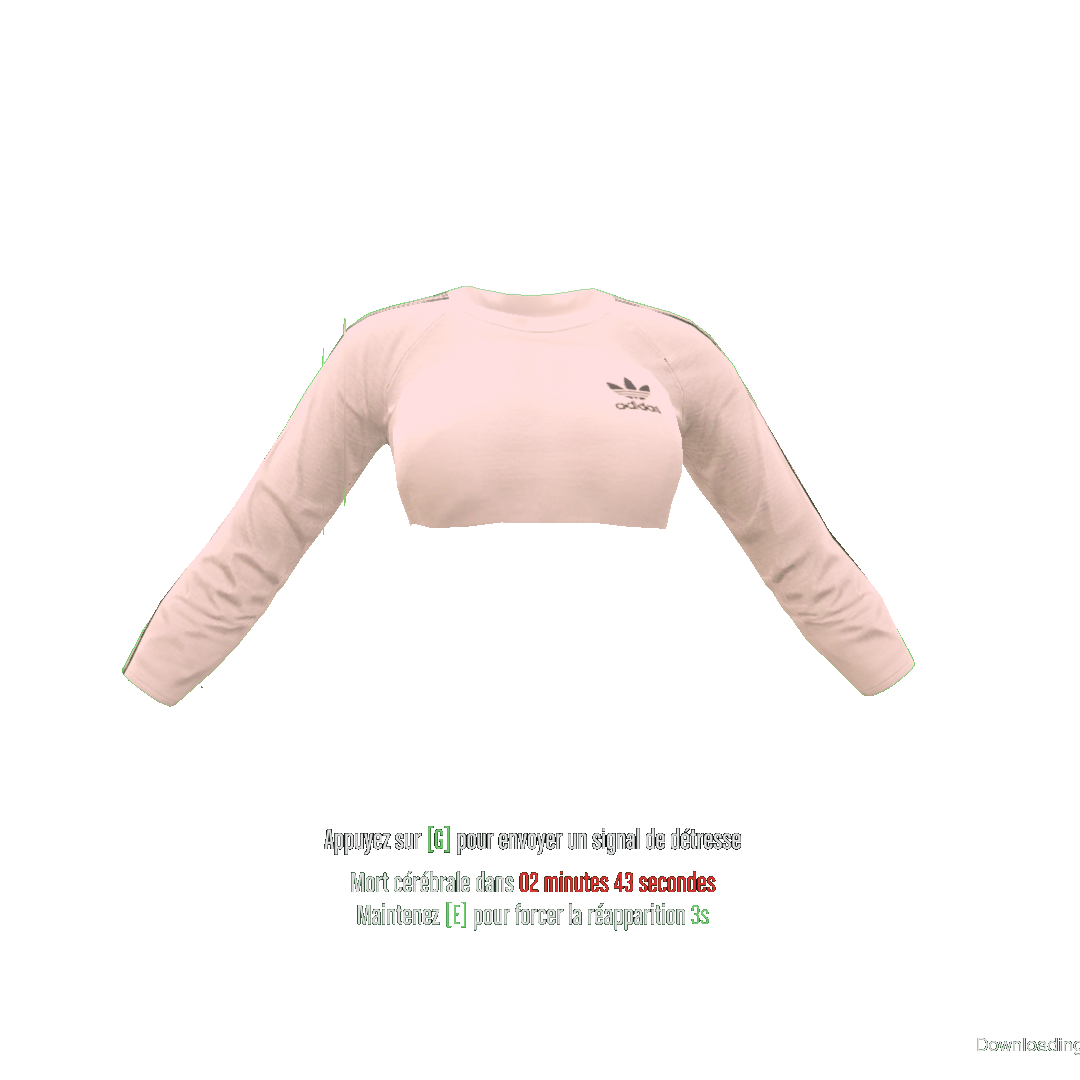 adidas
Appuyez sur [G] pour envoyer un signal de détresse
Mort cérébrale dans 02 minutes 43 secondes
Maintenez [E] pour forcer la réapparition 3s
Downloading